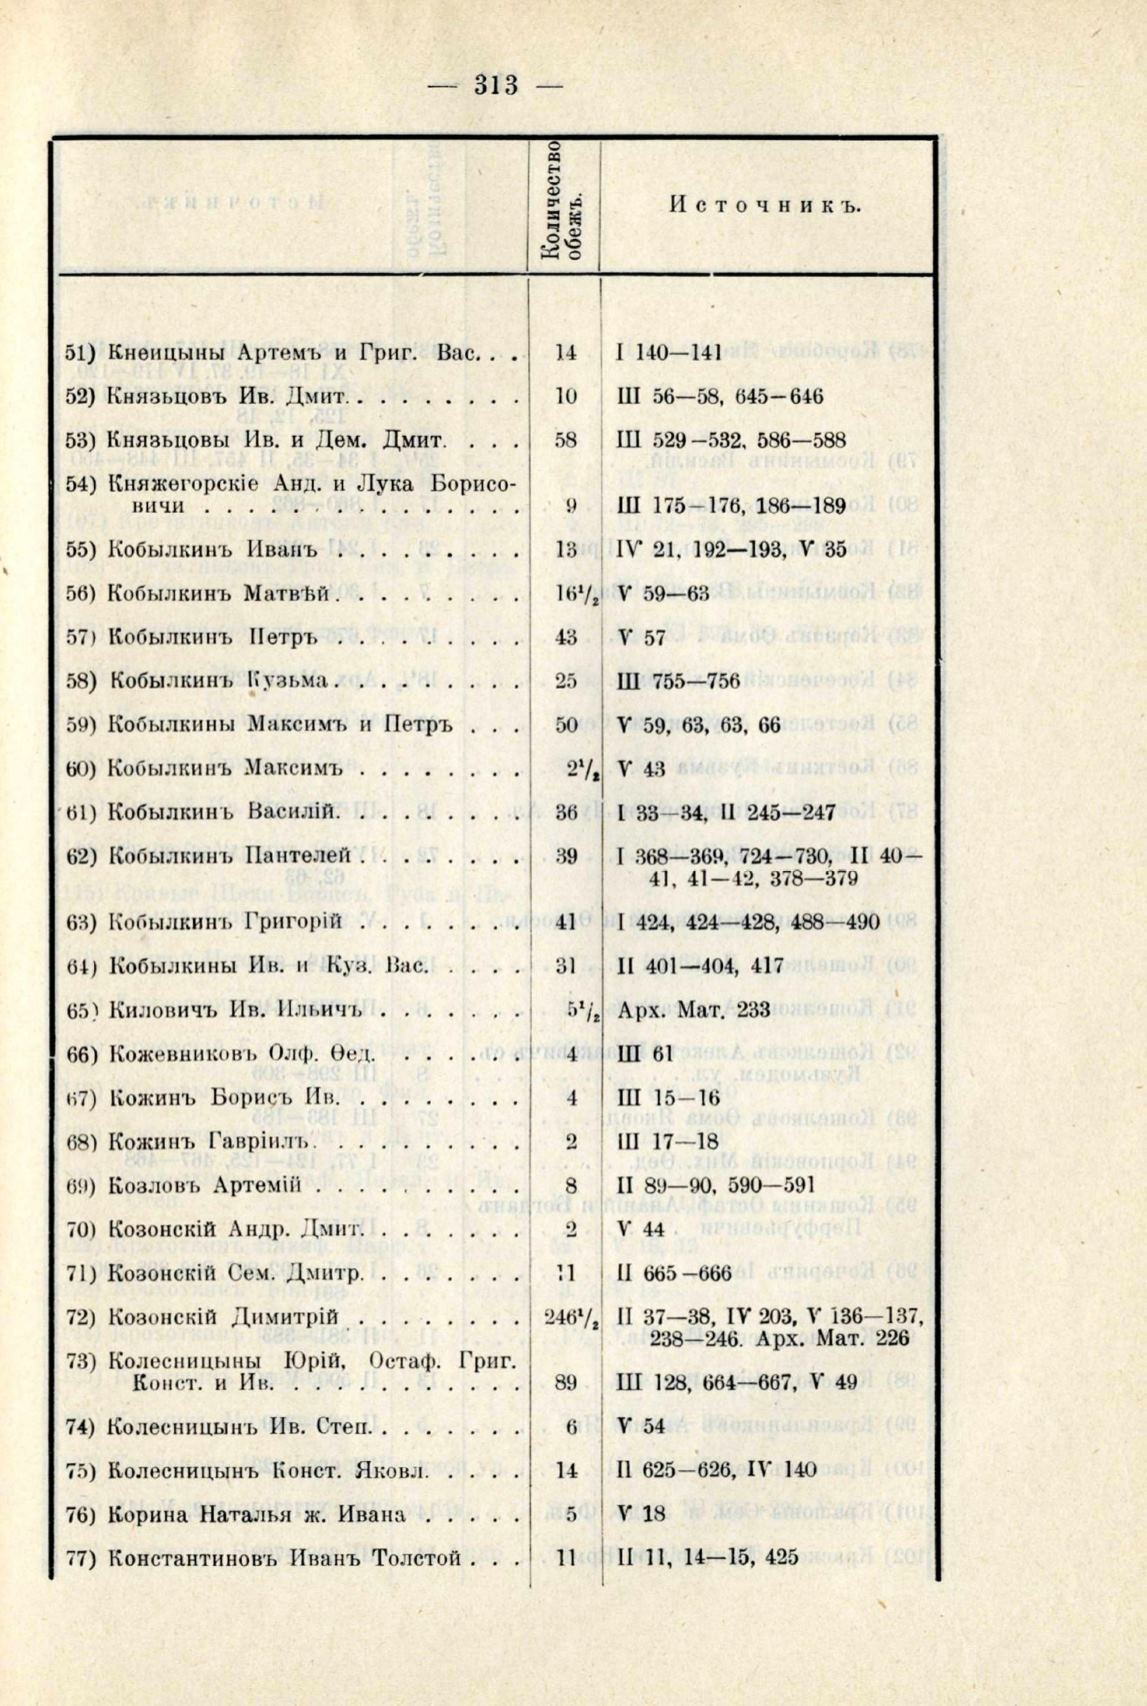 — 313 —
Количество обежъ.
Источникъ.
51) Кнѳицыны Артемъ и Григ. Вас. . . 14 I 140—141
52) Князьцовъ Ив. Дмит. . . . . . . . . 10 III 56—58, 645—646
53) Князьцовы Ив. и Дем. Дмит. . . . 58 III 529—532, 586—588
54) Княжегорскіе Анд. и Лука Борисо-
вичи . . . . . . . . . . . . . . 9 III 175—176, 186—189
55) Кобылкинъ Иванъ . . . . . . . . . 13 IV 21, 192—193, V 35
56) Кобылкинъ Матвѣй . . . . . . . . . 16¹/₂ V 59—63
57) Кобылкинъ Петръ . . . . . . . . . 43 V 57
58) Кобылкинъ Кузьма . . . . . . . . . 25 III 755—756
59) Кобылкины Максимъ и Петръ . . . 50 V 59, 63, 63, 66
60) Кобылкинъ Максимъ . . . . . . . . 2¹/₂ V 43
61) Кобылкинъ Василій. . . . . . . . . 36 I 33—34, II 245—247
62) Кобылкинъ Пантелей . . . . . . . . 39 I 368—369, 724—730, II 40—
41, 41—42, 378—379
63) Кобылкинъ Григорій . . . . . . . . 41 I 424, 424—428, 488—490
64) Кобылкины Ив. и Куз. Вас. . . . . 31 II 401—404, 417
65) Киловичъ Ив. Ильичъ . . . . . . . 5¹/₂ Арх. Мат. 233
66) Кожевниковъ Олф. Ѳед. . . . . . . 4 III 61
67) Кожинъ Борисъ Ив. . . . . . . . . 4 III 15—16
68) Кожинъ Гавріилъ. . . . . . . . . . 2 III 17—18
69) Козловъ Артемій . . . . . . . . . . 8 II 89—90, 590—591
70) Козонскій Андр. Дмит. . . . . . . . 2 V 44
71) Козонскій Сем. Дмитр. . . . . . . . 11 II 665—666
72) Козонскій Димитрій . . . . . . . . 246¹/₂ II 37—38, IV 203, V 136—137,
238—246. Арх. Мат. 226
73) Колесницыны Юрій, Остаф. Григ.
Конст. и Ив. . . . . . . . . . . 89 III 128, 664—667, V 49
74) Колесницынъ Ив. Степ. . . . . . . 6 V 54
75) Колесницынъ Конст. Яковл. . . . . 14 II 625—626, IV 140
76) Корина Наталья ж. Ивана . . . . . 5 V 18
77) Константиновъ Иванъ Толстой . . . 11 II 11, 14—15, 425